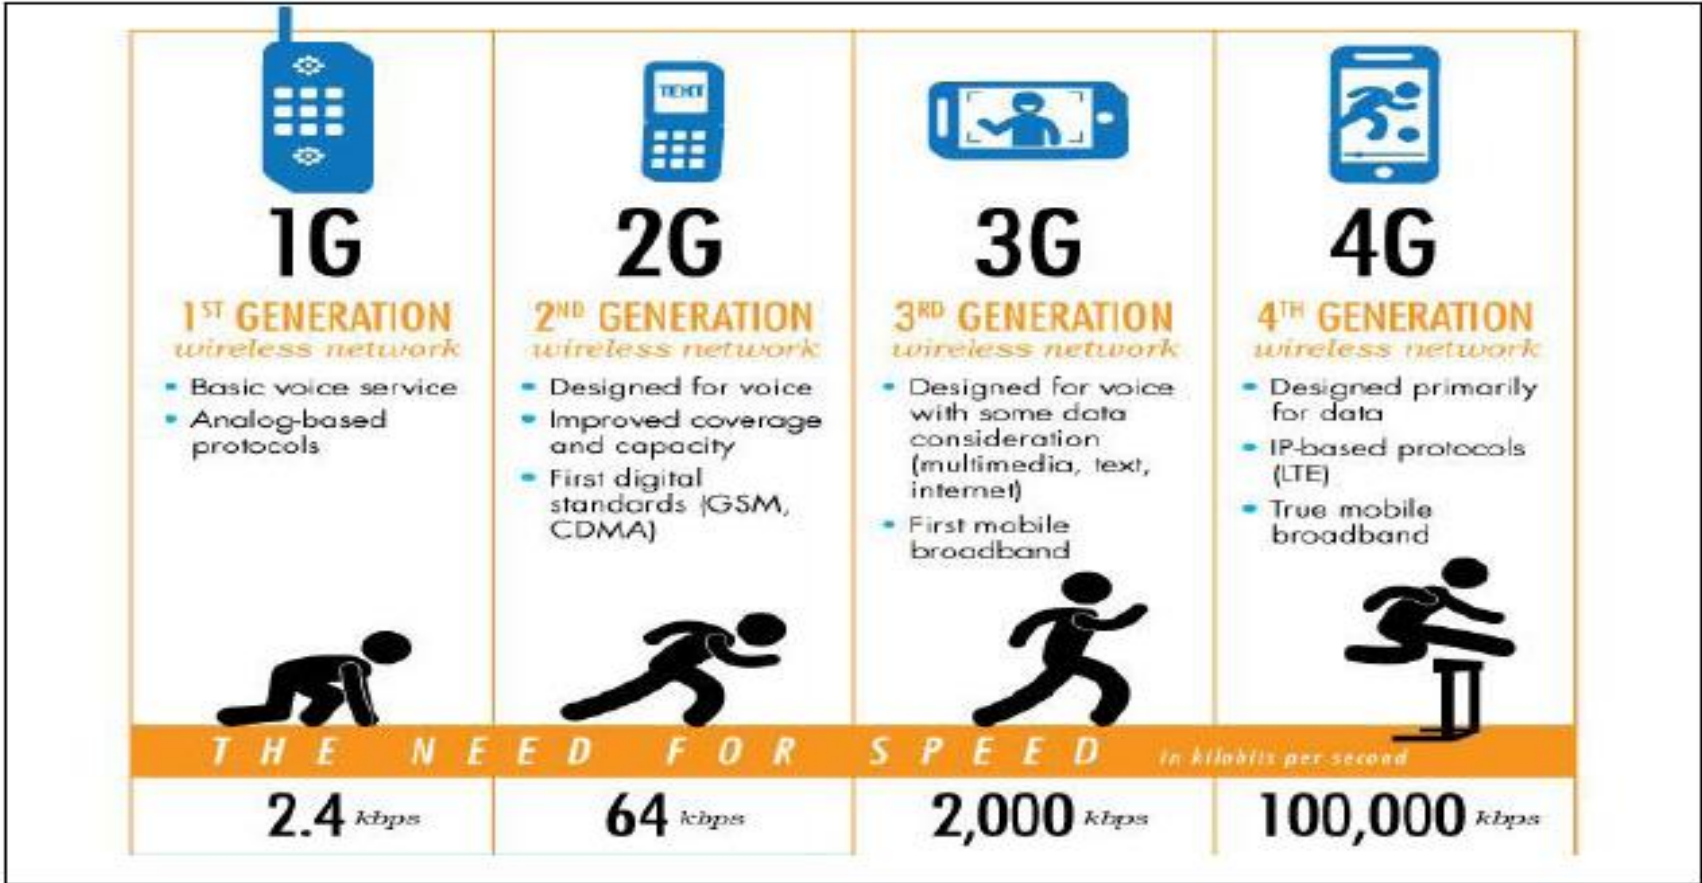 TEXT
1G
1ST GENERATION
wireless network
• Basic voice service
• Analog-based
protocols
2G
2ND GENERATION
wireless network
• Designed for voice
• Improved coverage
and capacity
• First digital
standards (GSM,
CDMA)
3G
3RD GENERATION
wireless network
• Designed for voice
with some data
consideration
(multimedia, text,
internet)
• First mobile
broadband
4G
4TH GENERATION
wireless network
• Designed primarily
for data
• IP-based protocols
(LTE)
• True mobile
broadband
THE NEED FOR SPEED in kilobits per second
2.4 kbps
64 kbps
2,000 kbps
100,000 kbps